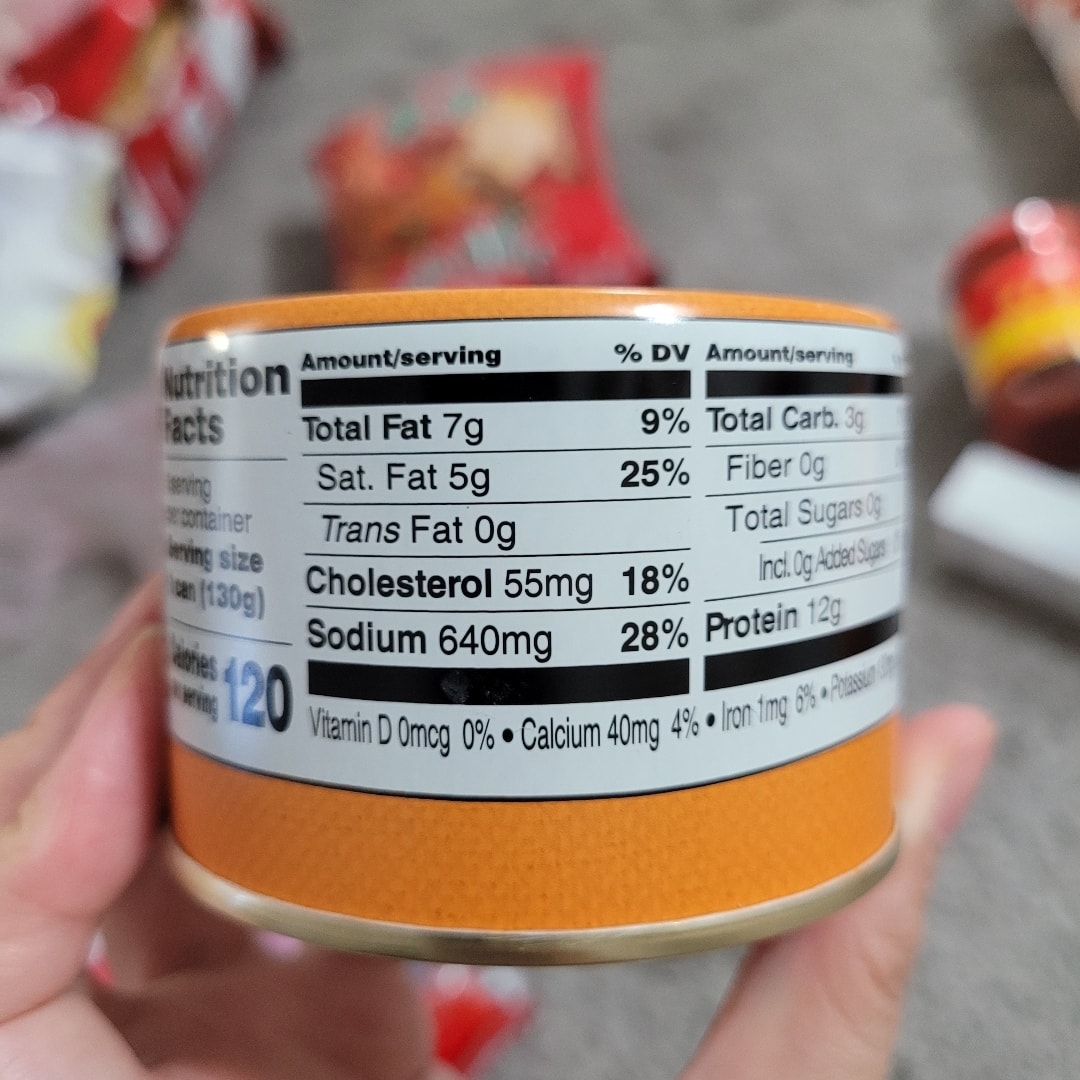 Nutrition
Facts
serving
container
Serving size
can (130g)
Calories
serving
120
Amount/serving % DV
Total Fat 7g 9%
Sat. Fat 5g 25%
Trans Fat 0g
Cholesterol 55mg 18%
Sodium 640mg 28%
Amount/serving
Total Carb. 3g
Fiber 0g
Total Sugars 0g
Incl. 0g Added Sugars
Protein 12g
Vitamin D 0mcg 0% • Calcium 40mg 4% • Iron 1mg 6% • Potassium